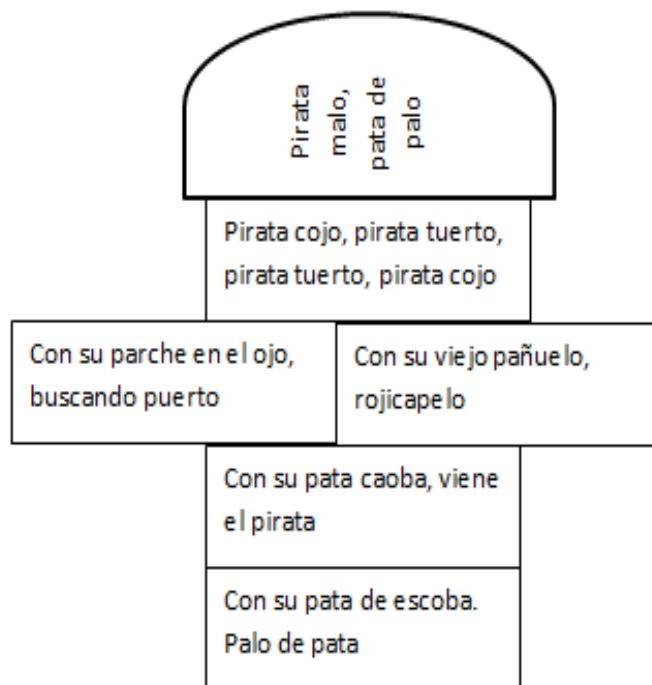 Pirata
malo,
pata de
palo
Pirata cojo, pirata tuerto,
pirata tuerto, pirata cojo
Con su parche en el ojo,
buscando puerto
Con su viejo pañuelo,
rojicapelo
Con su pata caoba, viene
el pirata
Con su pata de escoba.
Palo de pata